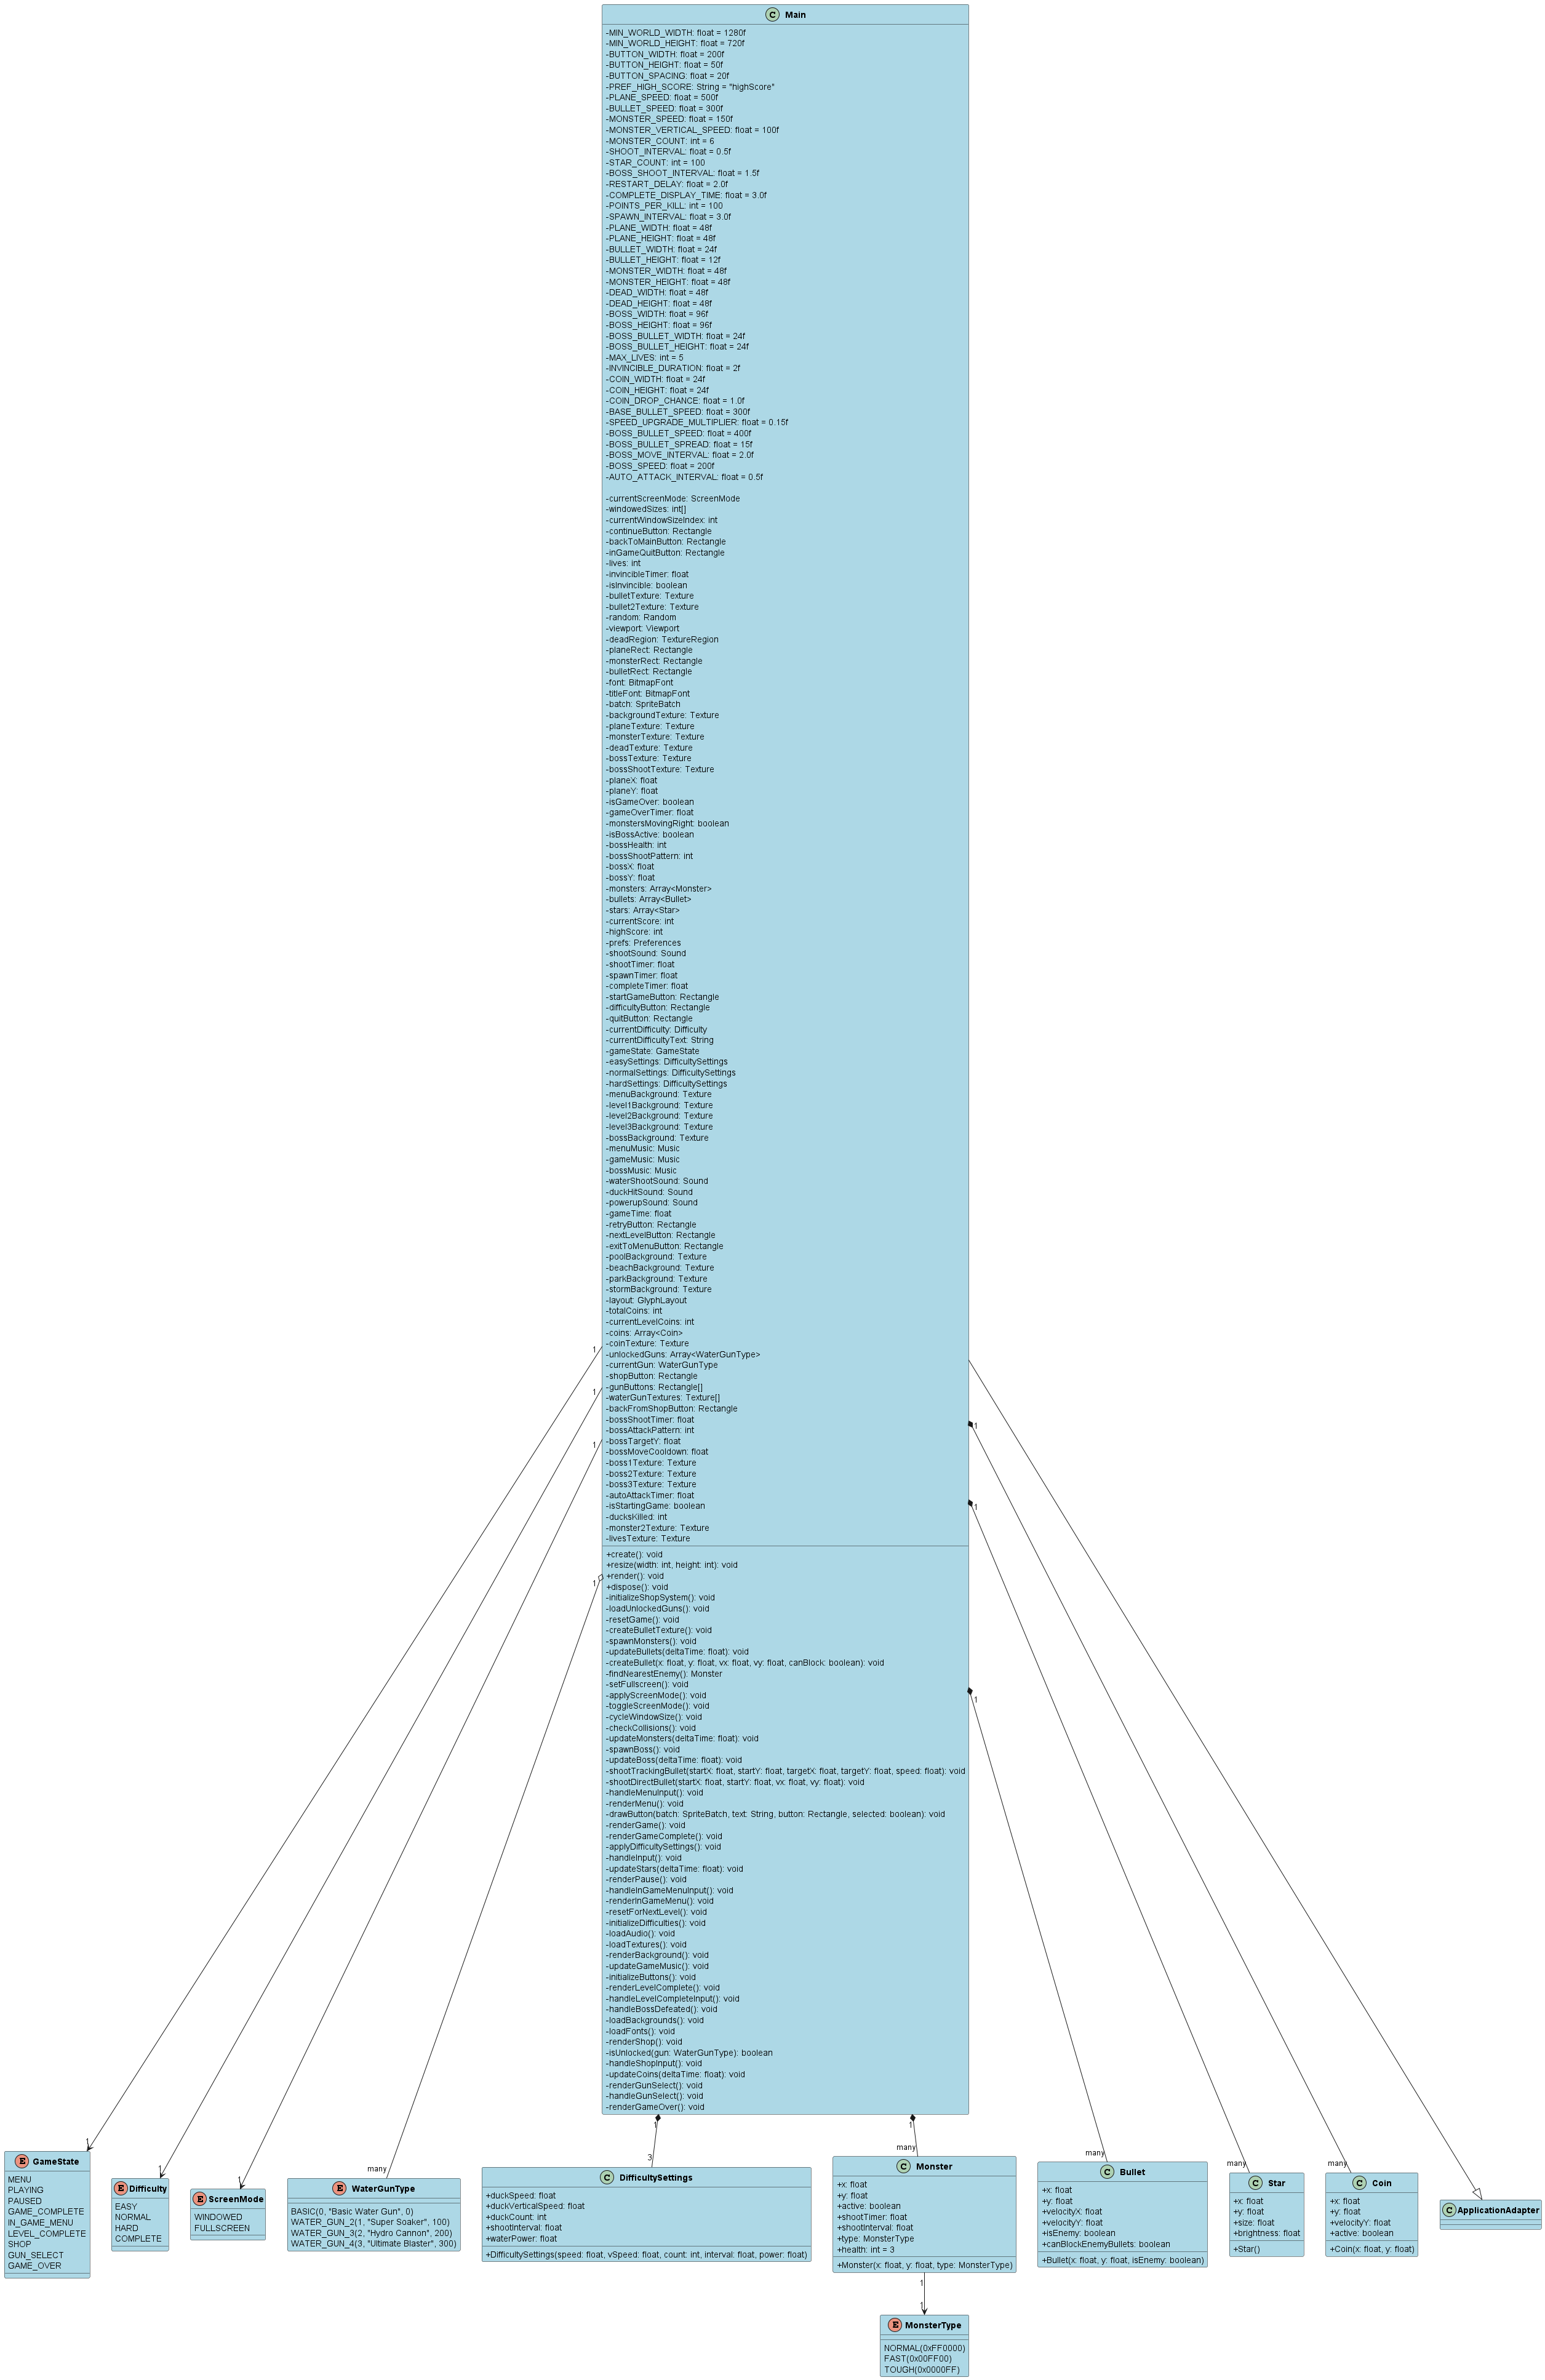 C Main
-MIN_WORLD_WIDTH: float = 1280f
-MIN_WORLD_HEIGHT: float = 720f
-BUTTON_WIDTH: float = 200f
-BUTTON_HEIGHT: float = 50f
-BUTTON_SPACING: float = 20f
-PREF_HIGH_SCORE: String = "highScore"
-PLANE_SPEED: float = 500f
-BULLET_SPEED: float = 300f
-MONSTER_SPEED: float = 150f
-MONSTER_VERTICAL_SPEED: float = 100f
-MONSTER_COUNT: int = 6
-SHOOT_INTERVAL: float = 0.5f
-STAR_COUNT: int = 100
-BOSS_SHOOT_INTERVAL: float = 1.5f
-RESTART_DELAY: float = 2.0f
-COMPLETE_DISPLAY_TIME: float = 3.0f
-POINTS_PER_KILL: int = 100
-SPAWN_INTERVAL: float = 3.0f
-PLANE_WIDTH: float = 48f
-PLANE_HEIGHT: float = 48f
-BULLET_WIDTH: float = 24f
-BULLET_HEIGHT: float = 12f
-MONSTER_WIDTH: float = 48f
-MONSTER_HEIGHT: float = 48f
-DEAD_WIDTH: float = 48f
-DEAD_HEIGHT: float = 48f
-BOSS_WIDTH: float = 96f
-BOSS_HEIGHT: float = 96f
-BOSS_BULLET_WIDTH: float = 24f
-BOSS_BULLET_HEIGHT: float = 24f
-MAX_LIVES: int = 5
-INVINCIBLE_DURATION: float = 2f
-COIN_WIDTH: float = 24f
-COIN_HEIGHT: float = 24f
-COIN_DROP_CHANCE: float = 1.0f
-BASE_BULLET_SPEED: float = 300f
-SPEED_UPGRADE_MULTIPLIER: float = 0.15f
-BOSS_BULLET_SPEED: float = 400f
-BOSS_BULLET_SPREAD: float = 15f
-BOSS_MOVE_INTERVAL: float = 2.0f
-BOSS_SPEED: float = 200f
-AUTO_ATTACK_INTERVAL: float = 0.5f
-currentScreenMode: ScreenMode
-windowedSizes: int[]
-currentWindowSizeIndex: int
-continueButton: Rectangle
-backToMainButton: Rectangle
-inGameQuitButton: Rectangle
-lives: int
-invincibleTimer: float
-isInvincible: boolean
-bulletTexture: Texture
-bullet2Texture: Texture
-random: Random
-viewport: Viewport
-deadRegion: TextureRegion
-planeRect: Rectangle
-monsterRect: Rectangle
-bulletRect: Rectangle
-font: BitmapFont
-titleFont: BitmapFont
-batch: SpriteBatch
-backgroundTexture: Texture
-planeTexture: Texture
-monsterTexture: Texture
-deadTexture: Texture
-bossTexture: Texture
-bossShootTexture: Texture
-planeX: float
-planeY: float
-isGameOver: boolean
-gameOverTimer: float
-monstersMovingRight: boolean
-isBossActive: boolean
-bossHealth: int
-bossShootPattern: int
-bossX: float
-bossY: float
-monsters: Array<Monster>
-bullets: Array<Bullet>
-stars: Array<Star>
-currentScore: int
-highScore: int
-prefs: Preferences
-shootSound: Sound
-shootTimer: float
-spawnTimer: float
-completeTimer: float
-startGameButton: Rectangle
-difficultyButton: Rectangle
-quitButton: Rectangle
-currentDifficulty: Difficulty
-currentDifficultyText: String
-gameState: GameState
-easySettings: DifficultySettings
-normalSettings: DifficultySettings
-hardSettings: DifficultySettings
-menuBackground: Texture
-level1Background: Texture
-level2Background: Texture
-level3Background: Texture
-bossBackground: Texture
-menuMusic: Music
-gameMusic: Music
-bossMusic: Music
-waterShootSound: Sound
-duckHitSound: Sound
-powerupSound: Sound
-gameTime: float
-retryButton: Rectangle
-nextLevelButton: Rectangle
-exitToMenuButton: Rectangle
-poolBackground: Texture
-beachBackground: Texture
-parkBackground: Texture
-stormBackground: Texture
-layout: GlyphLayout
-totalCoins: int
-currentLevelCoins: int
-coins: Array<Coin>
-coinTexture: Texture
-unlockedGuns: Array<WaterGunType>
-currentGun: WaterGunType
-shopButton: Rectangle
-gunButtons: Rectangle[]
-waterGunTextures: Texture[]
-backFromShopButton: Rectangle
-bossShootTimer: float
-bossAttackPattern: int
-bossTargetY: float
-bossMoveCooldown: float
-boss1Texture: Texture
-boss2Texture: Texture
-boss3Texture: Texture
-autoAttackTimer: float
-isStartingGame: boolean
-ducksKilled: int
-monster2Texture: Texture
-livesTexture: Texture
+create(): void
+resize(width: int, height: int): void
+render(): void
+dispose(): void
-initializeShopSystem(): void
-loadUnlockedGuns(): void
-resetGame(): void
-createBulletTexture(): void
-spawnMonsters(): void
-updateBullets(deltaTime: float): void
-createBullet(x: float, y: float, vx: float, vy: float, canBlock: boolean): void
-findNearestEnemy(): Monster
-setFullscreen(): void
-applyScreenMode(): void
-toggleScreenMode(): void
-cycleWindowSize(): void
-checkCollisions(): void
-updateMonsters(deltaTime: float): void
-spawnBoss(): void
-updateBoss(deltaTime: float): void
-shootTrackingBullet(startX: float, startY: float, targetX: float, targetY: float, speed: float): void
-shootDirectBullet(startX: float, startY: float, vx: float, vy: float): void
-handleMenuInput(): void
-renderMenu(): void
-drawButton(batch: SpriteBatch, text: String, button: Rectangle, selected: boolean): void
-renderGame(): void
-renderGameComplete(): void
-applyDifficultySettings(): void
-handleInput(): void
-updateStars(deltaTime: float): void
-renderPause(): void
-handleInGameMenuInput(): void
-renderInGameMenu(): void
-resetForNextLevel(): void
-initializeDifficulties(): void
-loadAudio(): void
-loadTextures(): void
-renderBackground(): void
-updateGameMusic(): void
-initializeButtons(): void
-renderLevelComplete(): void
-handleLevelCompleteInput(): void
-handleBossDefeated(): void
-loadBackgrounds(): void
-loadFonts(): void
-renderShop(): void
-isUnlocked(gun: WaterGunType): boolean
-handleShopInput(): void
-updateCoins(deltaTime: float): void
-renderGunSelect(): void
-handleGunSelect(): void
-renderGameOver(): void
1
1
1
1
1
1
1
1
1
1
1
1
many
3
many
many
many
many
E GameState
MENU
PLAYING
PAUSED
GAME_COMPLETE
IN_GAME_MENU
LEVEL_COMPLETE
SHOP
GUN_SELECT
GAME_OVER
E Difficulty
EASY
NORMAL
HARD
COMPLETE
E ScreenMode
WINDOWED
FULLSCREEN
E WaterGunType
BASIC(0, "Basic Water Gun", 0)
WATER_GUN_2(1, "Super Soaker", 100)
WATER_GUN_3(2, "Hydro Cannon", 200)
WATER_GUN_4(3, "Ultimate Blaster", 300)
C DifficultySettings
+duckSpeed: float
+duckVerticalSpeed: float
+duckCount: int
+shootInterval: float
+waterPower: float
+DifficultySettings(speed: float, vSpeed: float, count: int, interval: float, power: float)
C Monster
+x: float
+y: float
+active: boolean
+shootTimer: float
+shootInterval: float
+type: MonsterType
+health: int = 3
+Monster(x: float, y: float, type: MonsterType)
C Bullet
+x: float
+y: float
+velocityX: float
+velocityY: float
+isEnemy: boolean
+canBlockEnemyBullets: boolean
+Bullet(x: float, y: float, isEnemy: boolean)
C Star
+x: float
+y: float
+size: float
+brightness: float
+Star()
C Coin
+x: float
+y: float
+velocityY: float
+active: boolean
+Coin(x: float, y: float)
C ApplicationAdapter
1
1
E MonsterType
NORMAL(0xFF0000)
FAST(0x00FF00)
TOUGH(0x0000FF)